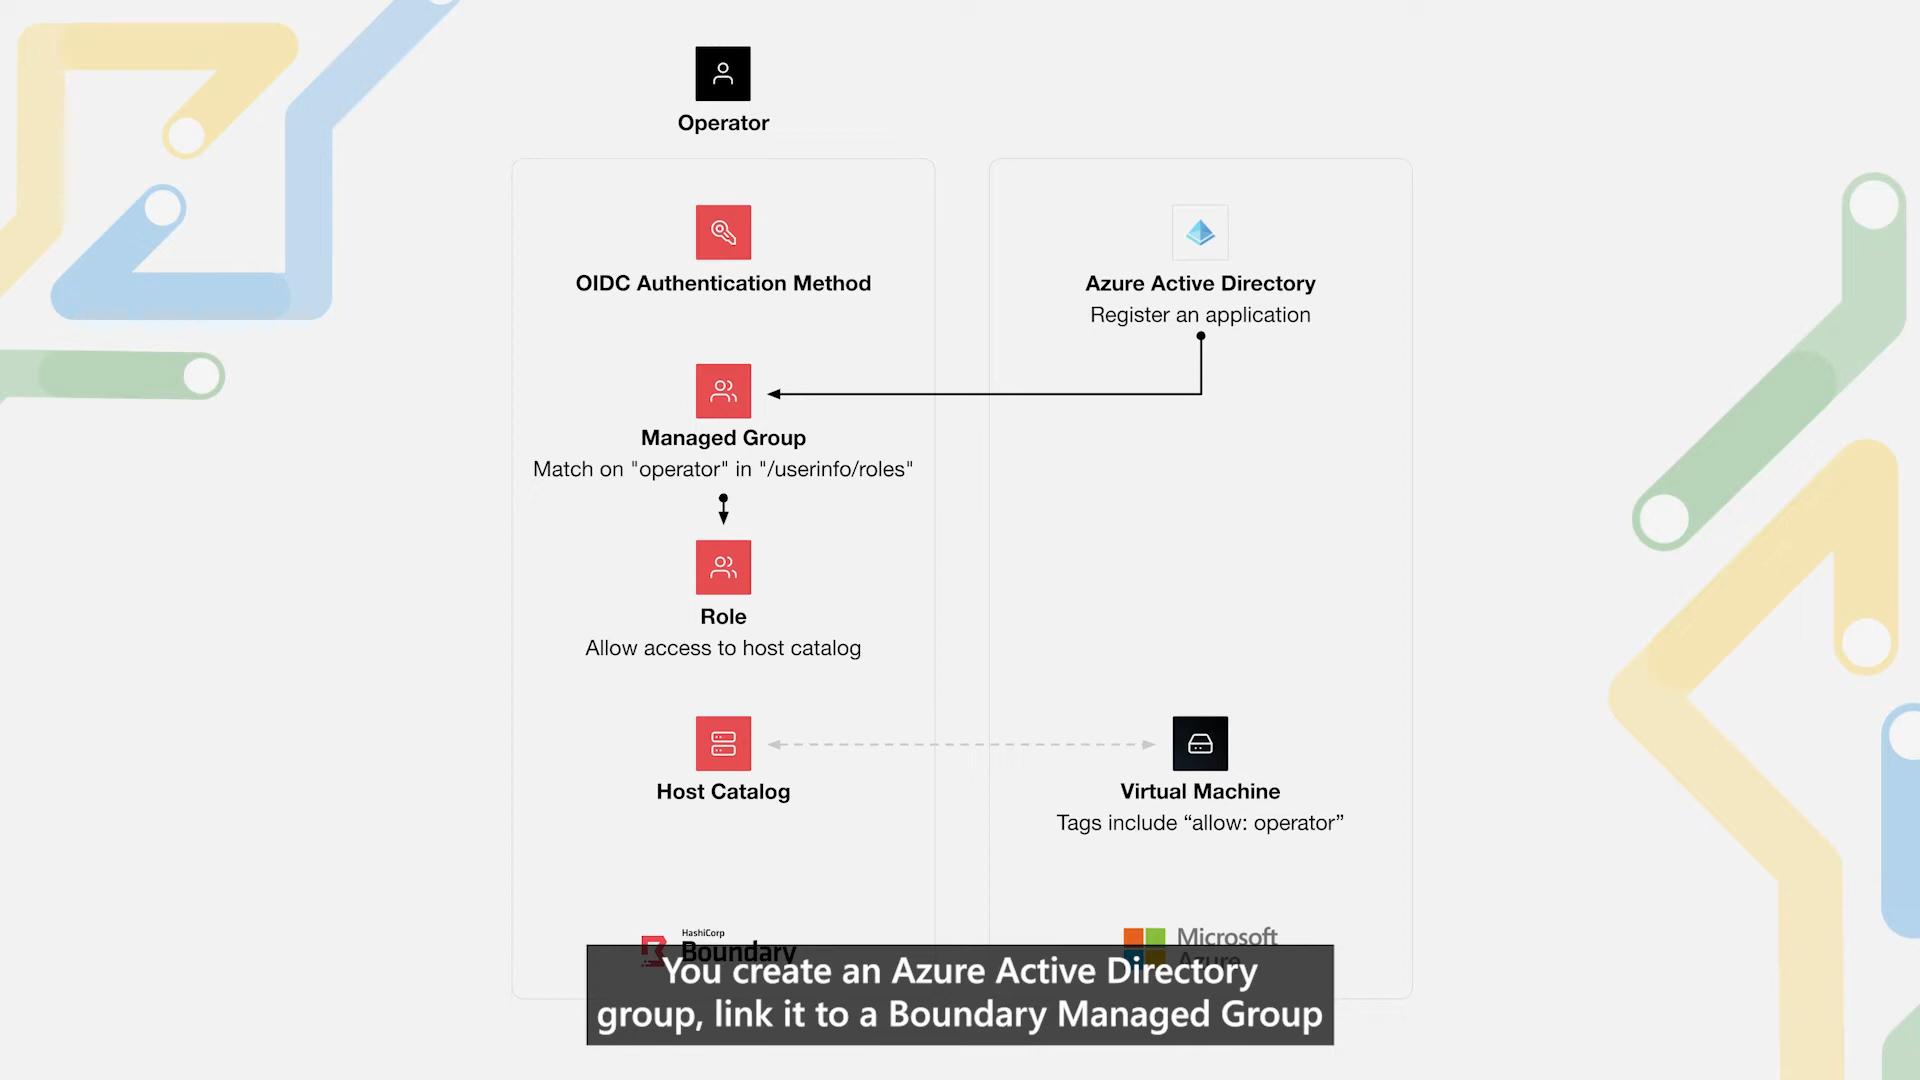 Operator
OIDC Authentication Method
Azure Active Directory
Register an application
Managed Group
Match on "operator" in "/userinfo/roles"
Role
Allow access to host catalog
Host Catalog
Virtual Machine
Tags include “allow: operator”
HashiCorp
Boundary
Microsoft
Azure
You create an Azure Active Directory
group, link it to a Boundary Managed Group